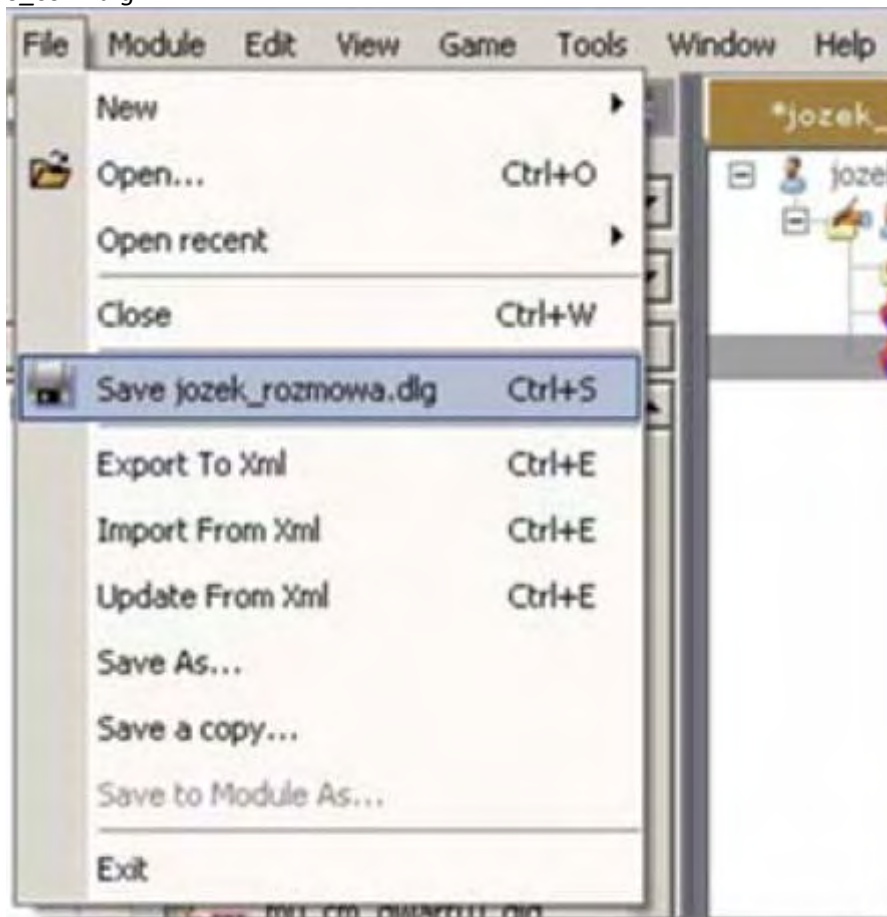 File Module Edit View Game Tools Window Help
New
Open... Ctrl+O
Open recent
Close Ctrl+W
Save jozek_rozmowa.dlg Ctrl+S
Export To Xml Ctrl+E
Import From Xml Ctrl+E
Update From Xml Ctrl+E
Save As...
Save a copy...
Save to Module As...
Exit
*jozek_